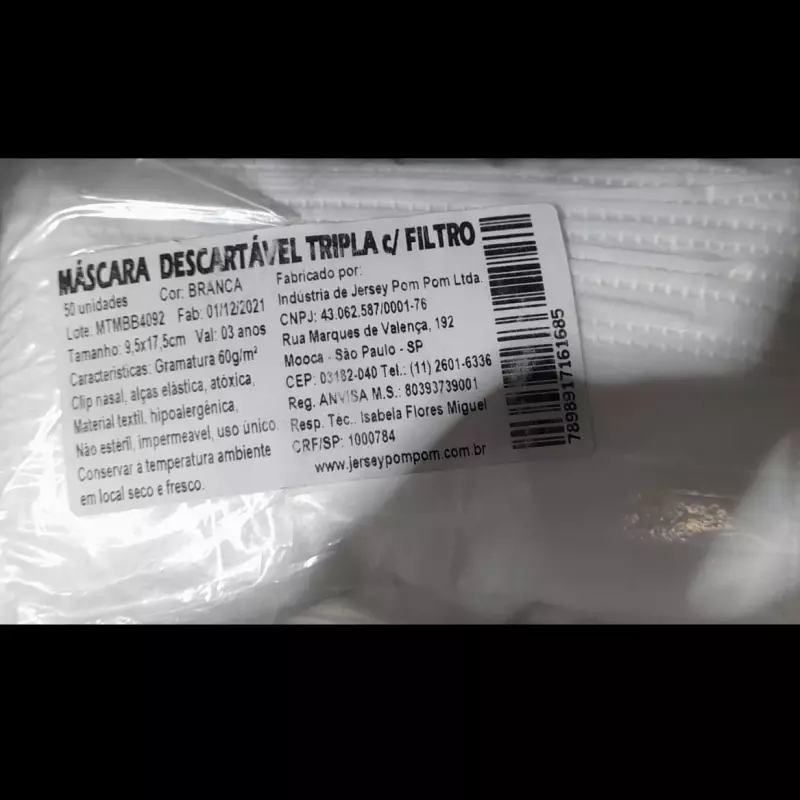 MÁSCARA DESCARTÁVEL TRIPLA c/ FILTRO
50 unidades Cor: BRANCA
Lote. MTMBB4092 Fab: 01/12/2021
Tamanho: 9,5x17,5cm Val: 03 anos
Características: Gramatura 60g/m²
Clip nasal, alças elástica, atóxica,
Material textil, hipoalergênica,
Não estéril, impermeavel, uso único.
Conservar à temperatura ambiente
em local seco e fresco.
Fabricado por:
Indústria de Jersey Pom Pom Ltda.
CNPJ: 43.062.587/0001-76
Rua Marques de Valença, 192
Mooca - São Paulo - SP
CEP: 03182-040 Tel.: (11) 2601-6336
Reg. ANVISA M.S.: 80393739001
Resp. Téc.. Isabela Flores Miguel
CRF/SP: 1000784
www.jerseypompom.com.br
7898917161685